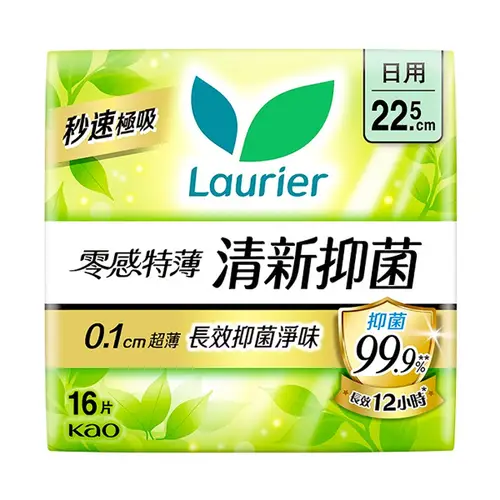 日用
22.5cm
秒速極吸
Laurier
零感特薄 清新抑菌
0.1cm超薄 長效抑菌淨味
抑菌
99.9%**
長效12小時*
16片
Kao